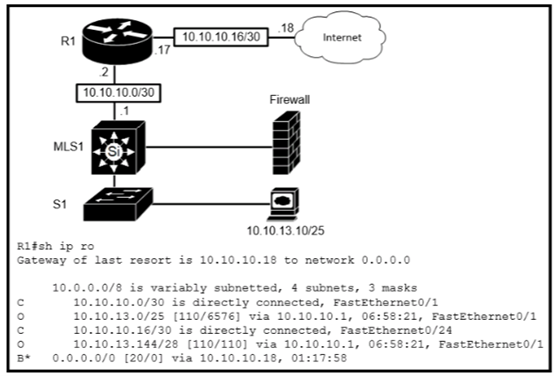 R1
10.10.10.16/30
.18
Internet
.17
.2
10.10.10.0/30
.1
Firewall
MLS1
Si
S1
10.10.13.10/25
R1#sh ip ro
Gateway of last resort is 10.10.10.18 to network 0.0.0.0
10.0.0.0/8 is variably subnetted, 4 subnets, 3 masks
C 10.10.10.0/30 is directly connected, FastEthernet0/1
O 10.10.13.0/25 [110/6576] via 10.10.10.1, 06:58:21, FastEthernet0/1
C 10.10.10.16/30 is directly connected, FastEthernet0/24
O 10.10.13.144/28 [110/110] via 10.10.10.1, 06:58:21, FastEthernet0/1
B* 0.0.0.0/0 [20/0] via 10.10.10.18, 01:17:58